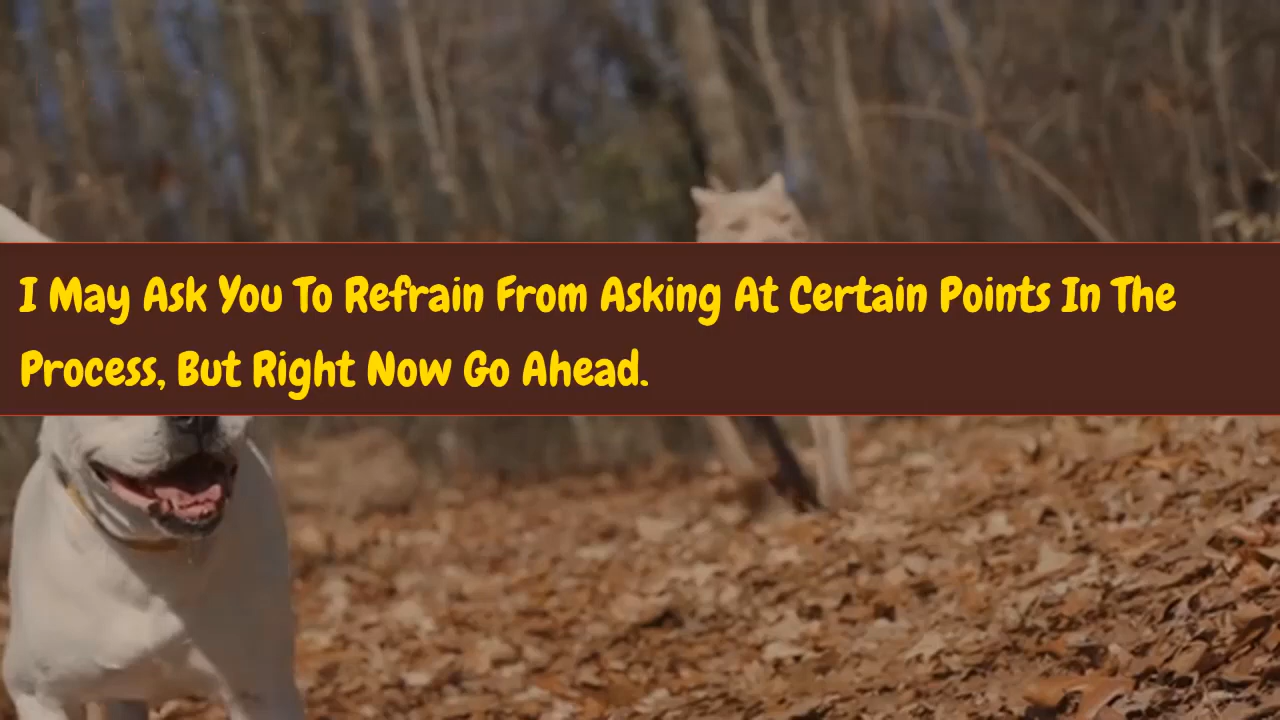 I May Ask You To Refrain From Asking At Certain Points In The
Process, But Right Now Go Ahead.